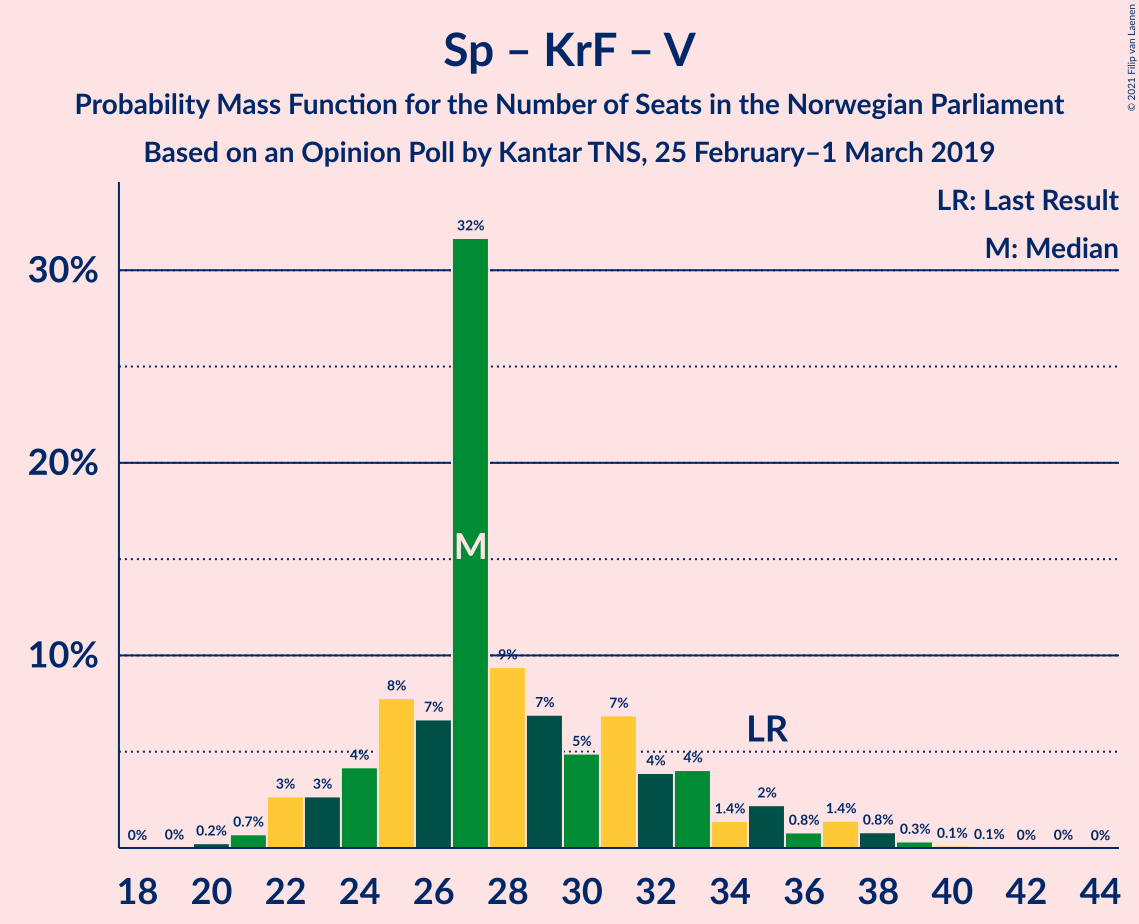 Sp – KrF – V
Probability Mass Function for the Number of Seats in the Norwegian Parliament
Based on an Opinion Poll by Kantar TNS, 25 February–1 March 2019
© 2021 Filip van Laenen
LR: Last Result
M: Median
30%
20%
10%
0% 0% 0.2% 0.7% 3% 3% 4% 8% 7% 32% 9% 7% 5% 7% 4% 4% 1.4% 2% 0.8% 1.4% 0.8% 0.3% 0.1% 0.1% 0% 0% 0%
M
LR
18 20 22 24 26 28 30 32 34 36 38 40 42 44